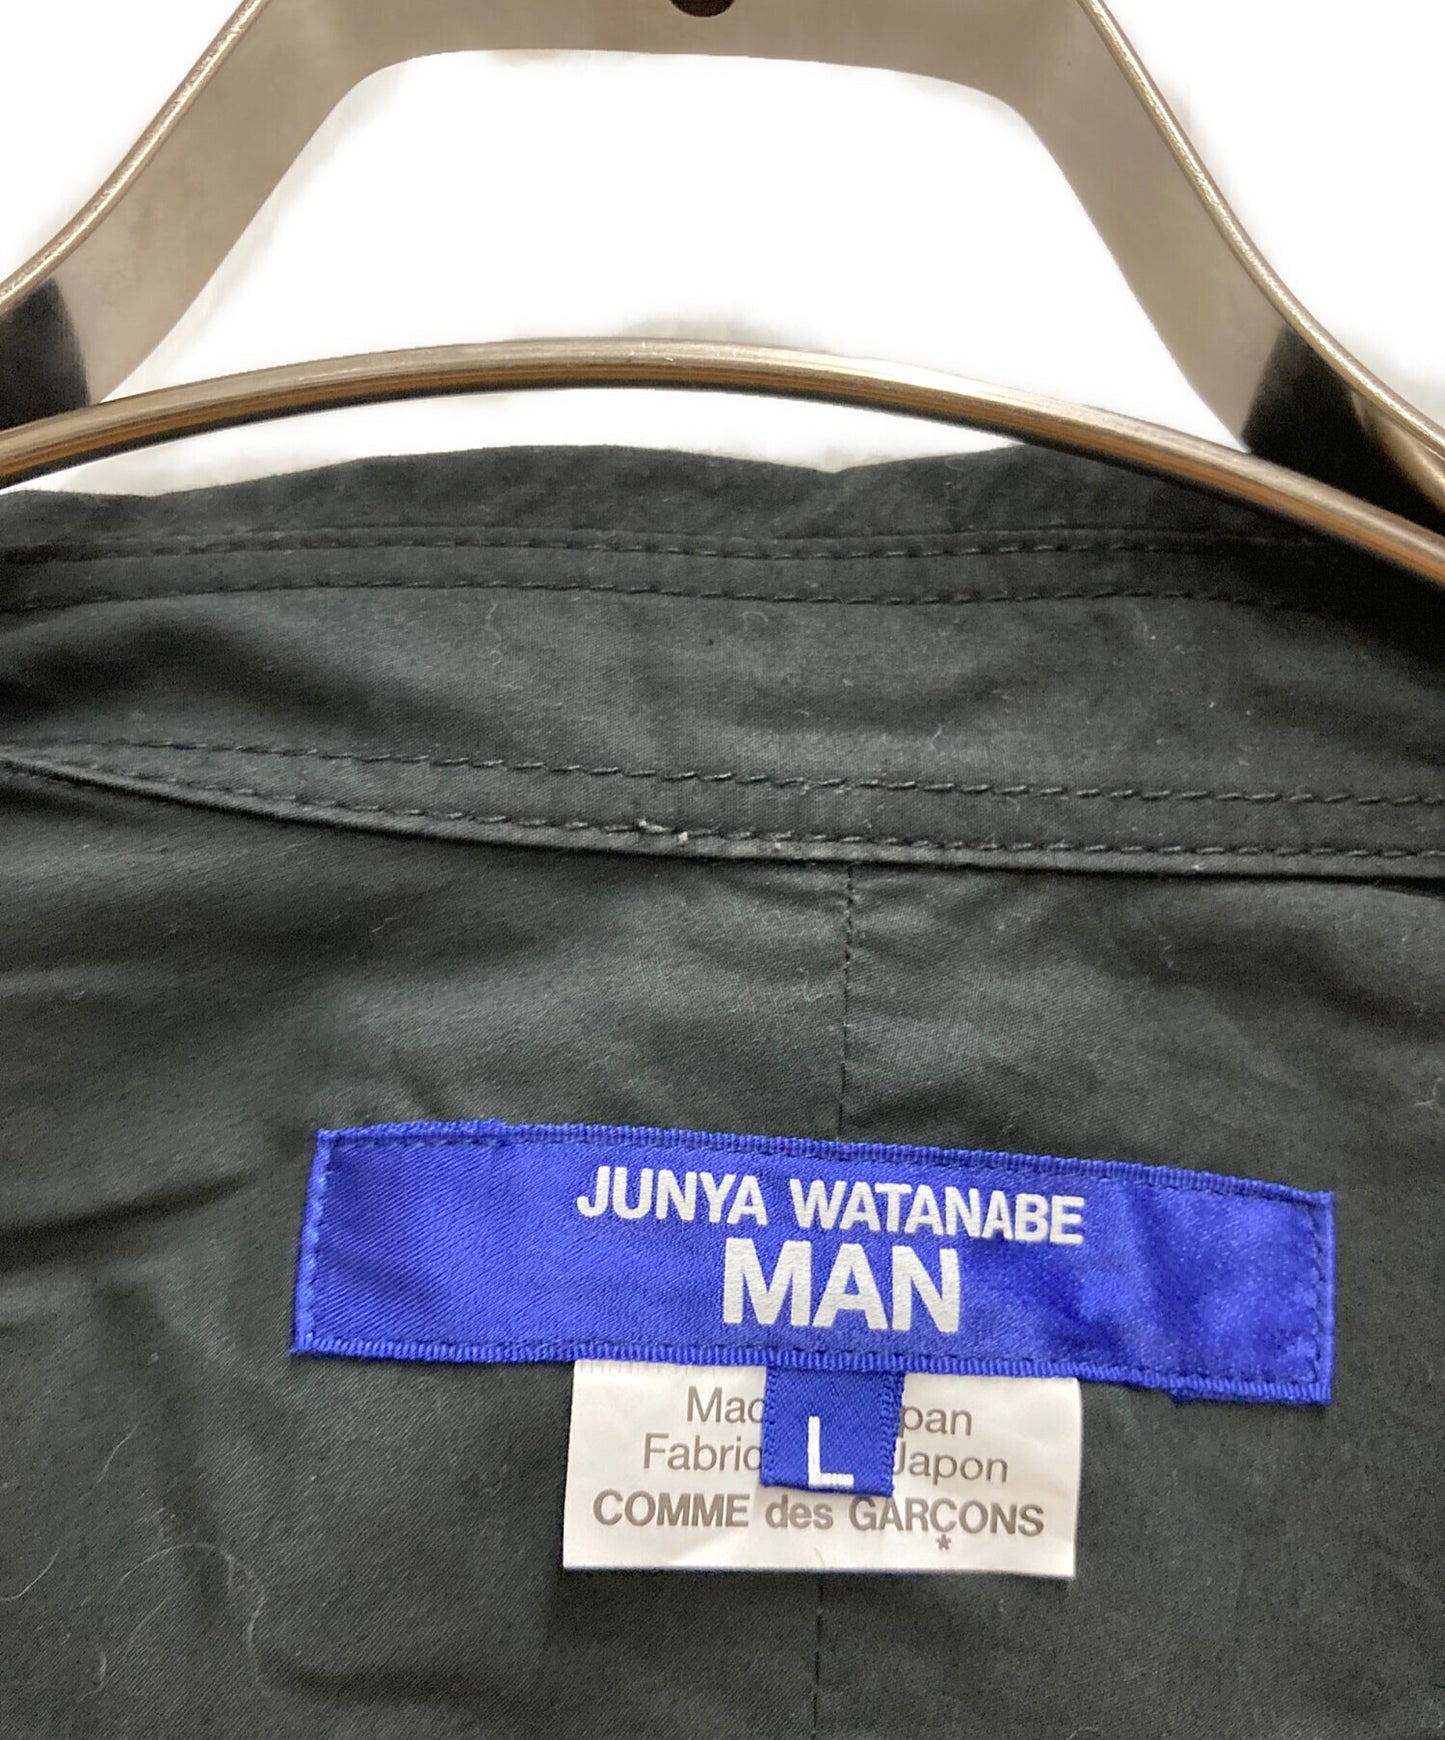 JUNYA WATANABE
MAN
L
COMME des GARÇONS
*